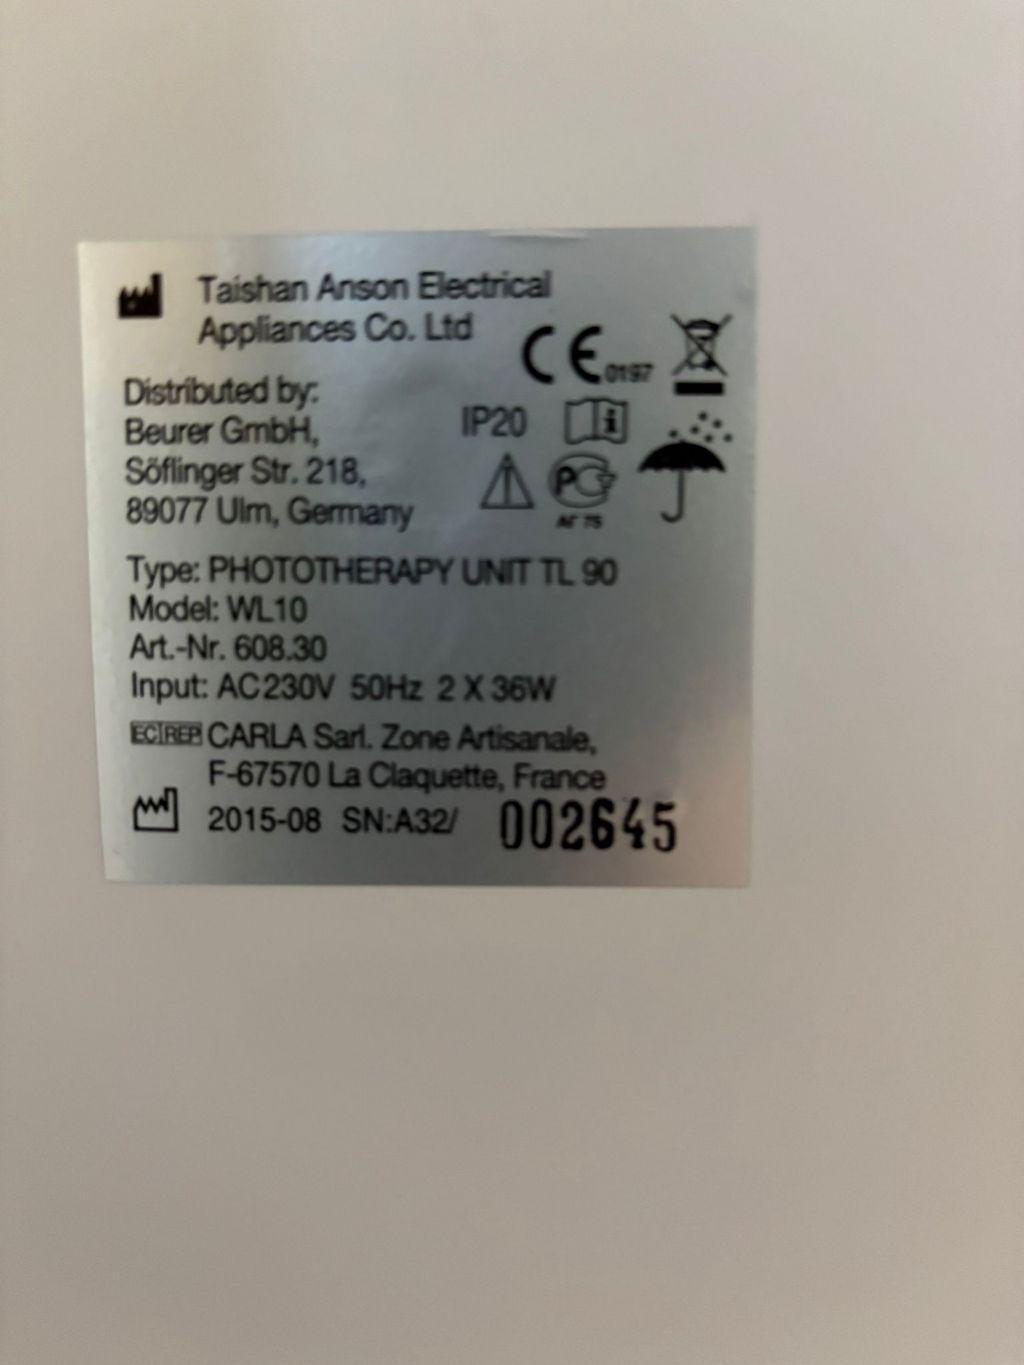 Taishan Anson Electrical
Appliances Co. Ltd
CE 0197
Distributed by:
Beurer GmbH,
Söflinger Str. 218,
89077 Ulm, Germany
IP20
АГ 75
Type: PHOTOTHERAPY UNIT TL 90
Model: WL10
Art.-Nr. 608.30
Input: AC230V 50Hz 2 X 36W
EC REP CARLA Sarl. Zone Artisanale,
F-67570 La Claquette, France
2015-08 SN:A32/ 002645